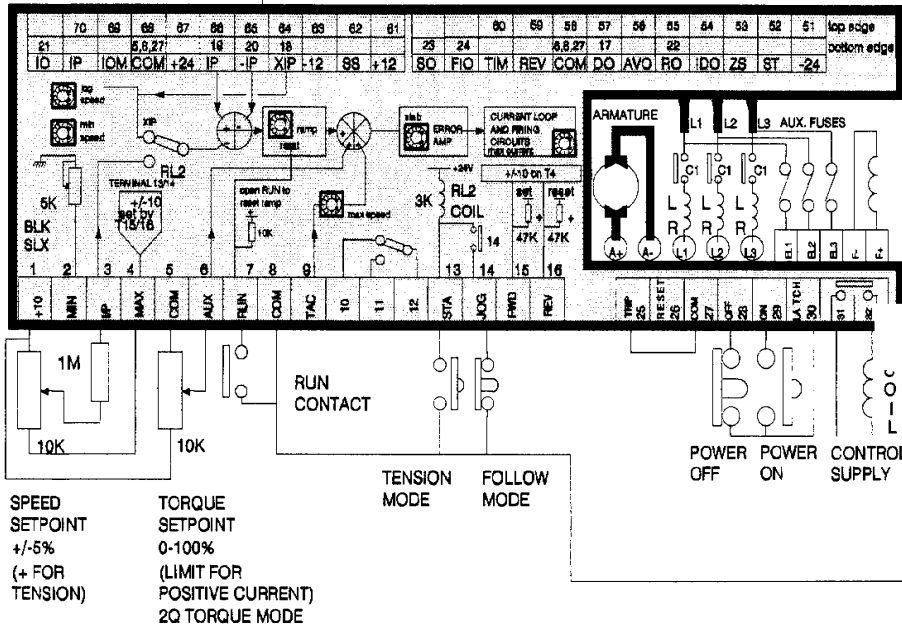 70 69 68 67 66 65 64 63 62 61 60 59 58 57 56 55 54 53 52 51 top edge
21 5,8,27 19 20 18 23 24 5,8,27 17 22 bottom edge
IO IP IOM COM +24 IP -IP XIP -12 SS +12 SO FIO TIM REV COM DO AVO RO IDO ZS ST -24
jog speed
min speed
XIP
RL2
TERMINAL 13/14
+/-10
set by
T15/16
5K
BLK
SLX
ramp
reset
open RUN to
reset ramp
10K
max speed
stab
ERROR
AMP
CURRENT LOOP
AND FIRING
CIRCUITS
+24V
3K
RL2
COIL
14
+/-10 on T4
set reset
47K 47K
ARMATURE
L1 L2 L3 AUX. FUSES
C1 C1 C1
L L L
R R R
A+ A- L1 L2 L3 EL1 EL2 EL3 F- F+
1 2 3 4 5 6 7 8 9 10 11 12 13 14 15 16
+10 MIN I/P MAX COM AUX RUN COM TAC STA JOG FWD REV
TRIP 25
RESET 26
COM 27
OFF 28
ON 29
LATCH 30
S1 S2
1M
10K 10K
RUN
CONTACT
TENSION
MODE
FOLLOW
MODE
POWER
OFF
POWER
ON
CONTROL
SUPPLY
SPEED
SETPOINT
+/-5%
(+ FOR
TENSION)
TORQUE
SETPOINT
0-100%
(LIMIT FOR
POSITIVE CURRENT)
2Q TORQUE MODE